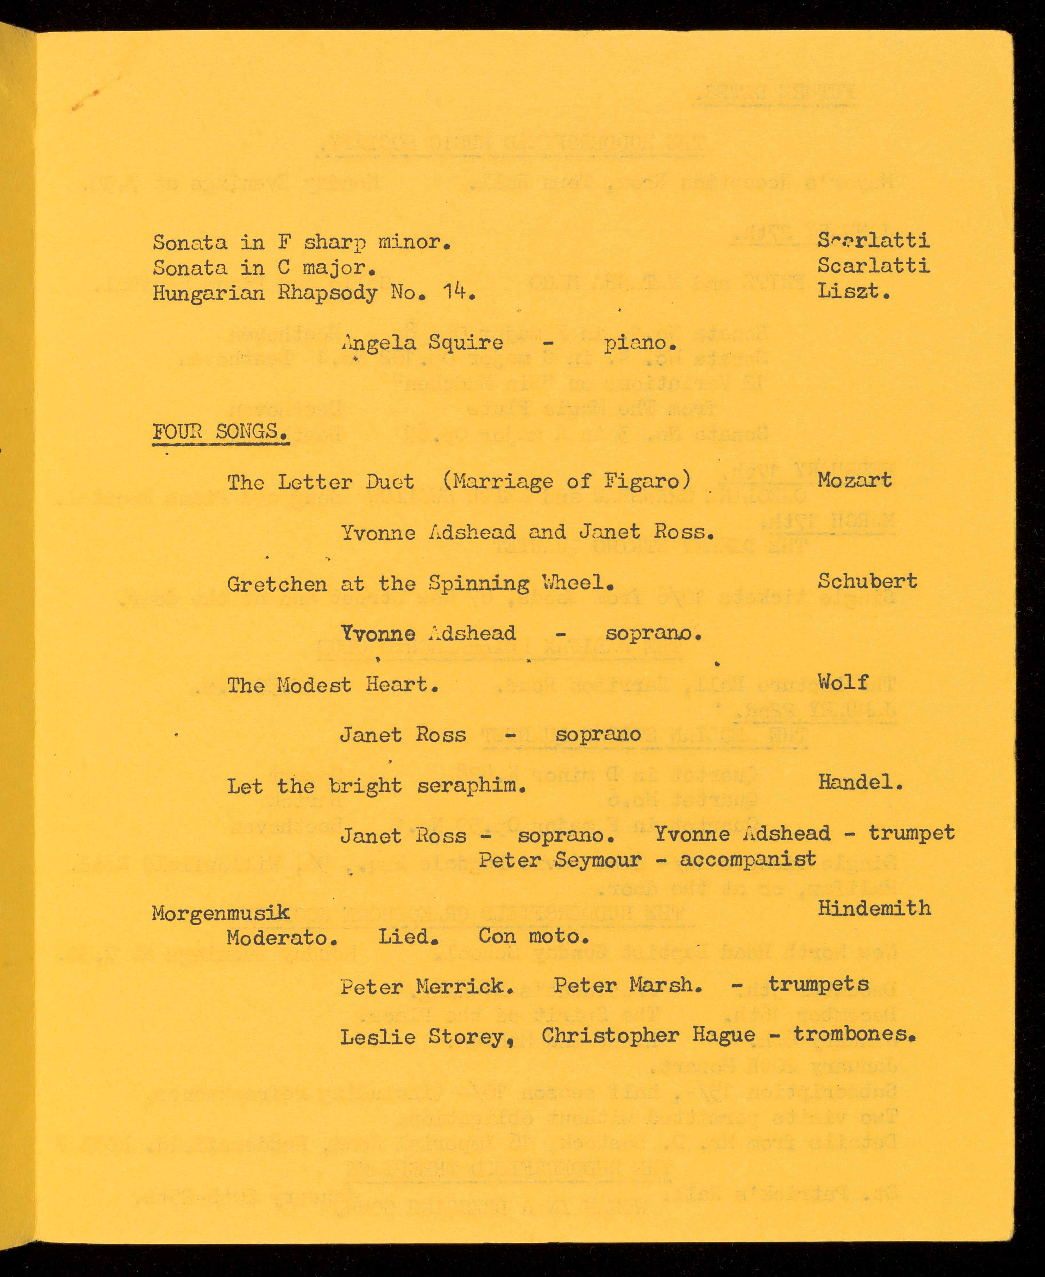 Sonata in F sharp minor. Scarlatti
Sonata in C major. Scarlatti
Hungarian Rhapsody No. 14. Liszt.
Angela Squire - piano.
FOUR SONGS.
The Letter Duet (Marriage of Figaro) Mozart
Yvonne Adshead and Janet Ross.
Gretchen at the Spinning Wheel. Schubert
Yvonne Adshead - soprano.
The Modest Heart. Wolf
Janet Ross - soprano
Let the bright seraphim. Handel.
Janet Ross - soprano. Yvonne Adshead - trumpet
Peter Seymour - accompanist
Morgenmusik Hindemith
Moderato. Lied. Con moto.
Peter Merrick. Peter Marsh. - trumpets
Leslie Storey, Christopher Hague - trombones.